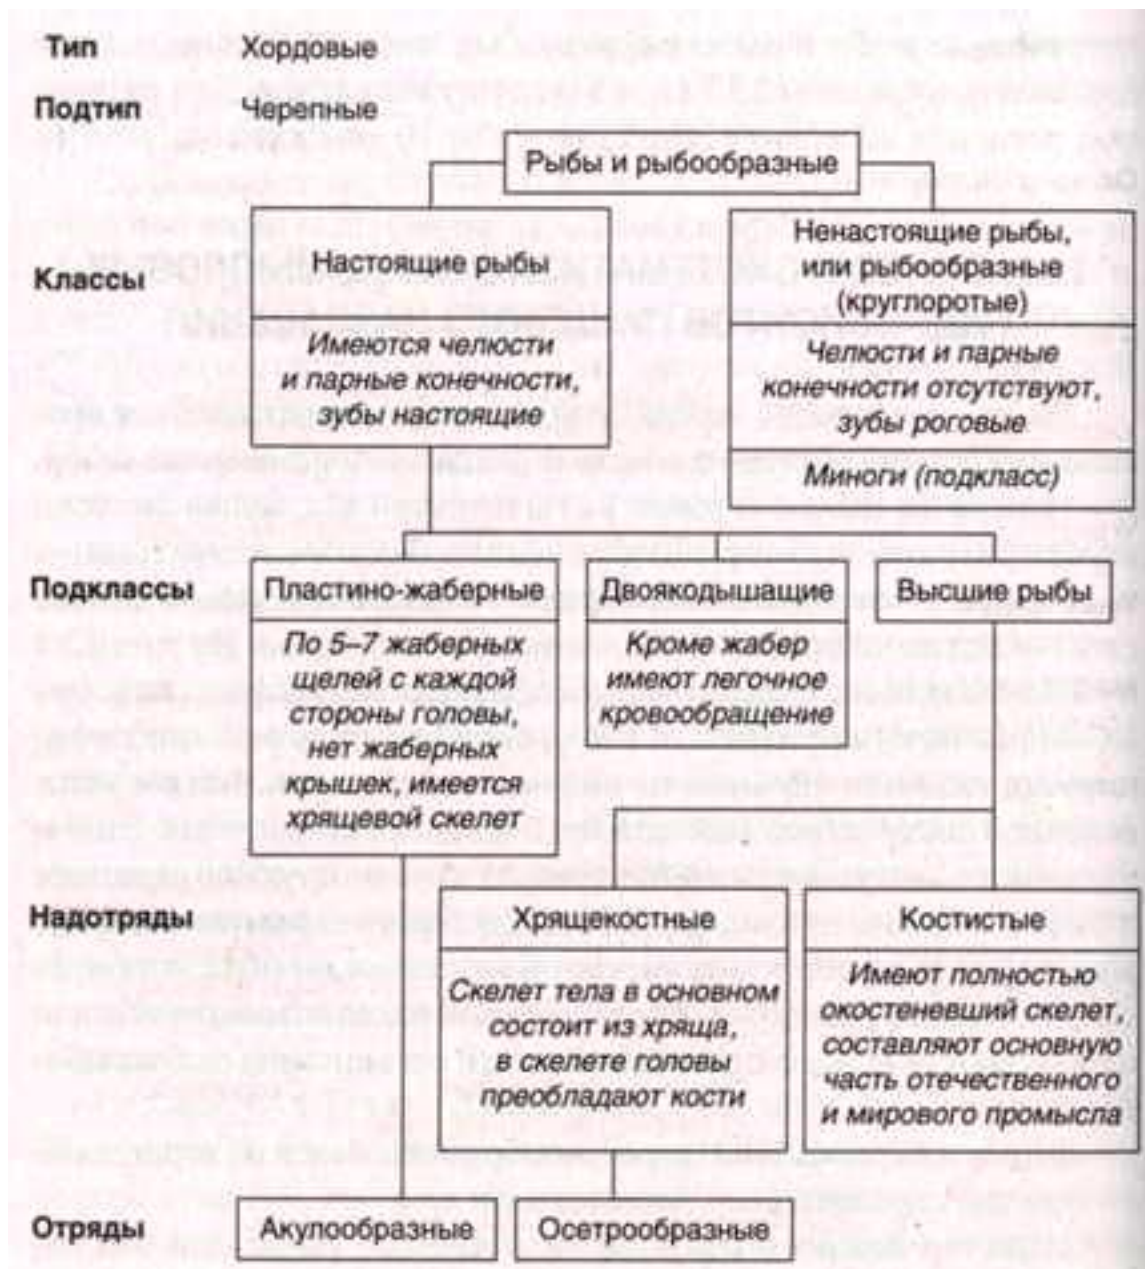 Тип Хордовые
Подтип Черепные
Рыбы и рыбообразные
Классы
Настоящие рыбы
Имеются челюсти
и парные конечности,
зубы настоящие
Ненастоящие рыбы,
или рыбообразные
(круглоротые)
Челюсти и парные
конечности отсутствуют,
зубы роговые
Миноги (подкласс)
Подклассы
Пластино-жаберные
По 5–7 жаберных
щелей с каждой
стороны головы,
нет жаберных
крышек, имеется
хрящевой скелет
Двоякодышащие
Кроме жабер
имеют легочное
кровообращение
Высшие рыбы
Надотряды
Хрящекостные
Скелет тела в основном
состоит из хряща,
в скелете головы
преобладают кости
Костистые
Имеют полностью
окостеневший скелет,
составляют основную
часть отечественного
и мирового промысла
Отряды
Акулообразные
Осетрообразные